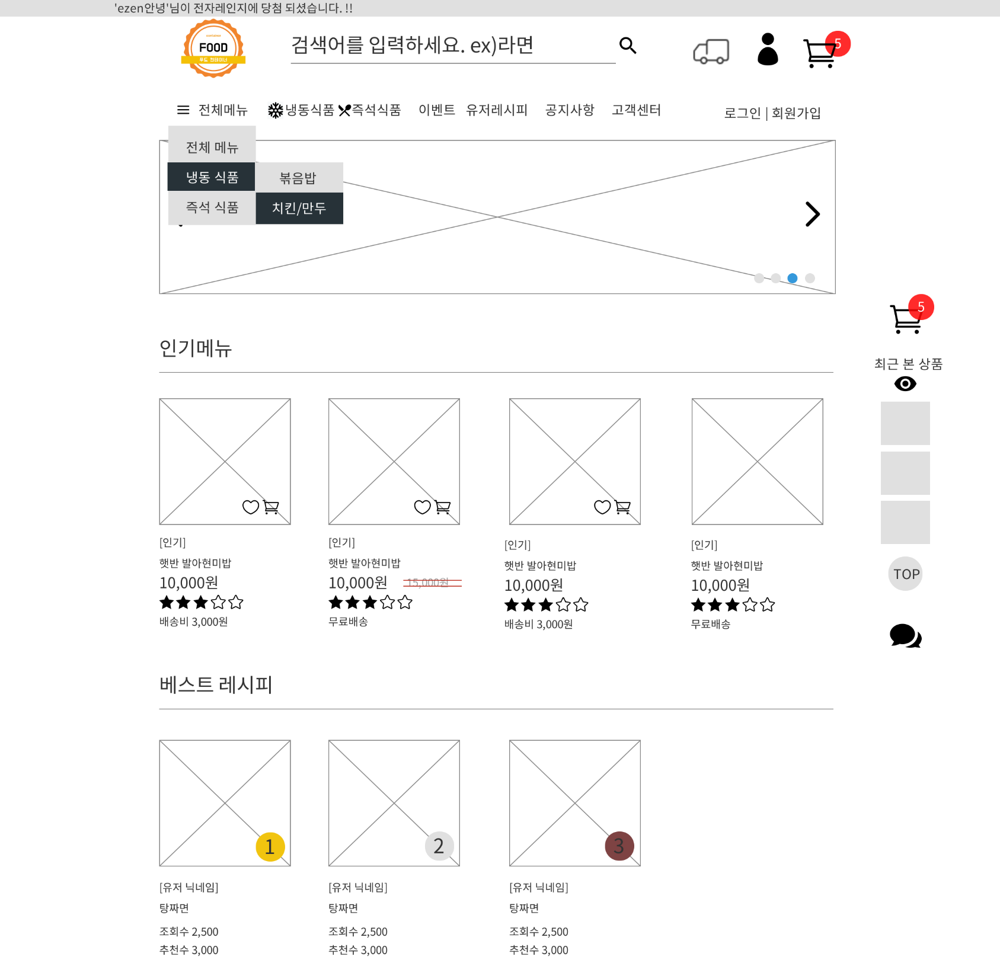 'ezen안녕'님이 전자레인지에 당첨 되셨습니다. !!
container
FOOD
푸드 컨테이너
검색어를 입력하세요. ex)라면
5
전체메뉴 냉동식품 즉석식품 이벤트 유저레시피 공지사항 고객센터
로그인 | 회원가입
전체 메뉴
냉동 식품 볶음밥
즉석 식품 치킨/만두
5
인기메뉴
최근 본 상품
[인기] [인기] [인기] [인기]
햇반 발아현미밥 햇반 발아현미밥 햇반 발아현미밥 햇반 발아현미밥
10,000원 10,000원 15,000원 10,000원 10,000원
배송비 3,000원 무료배송 배송비 3,000원 무료배송
TOP
베스트 레시피
1 2 3
[유저 닉네임] [유저 닉네임] [유저 닉네임]
탕짜면 탕짜면 탕짜면
조회수 2,500 조회수 2,500 조회수 2,500
추천수 3,000 추천수 3,000 추천수 3,000